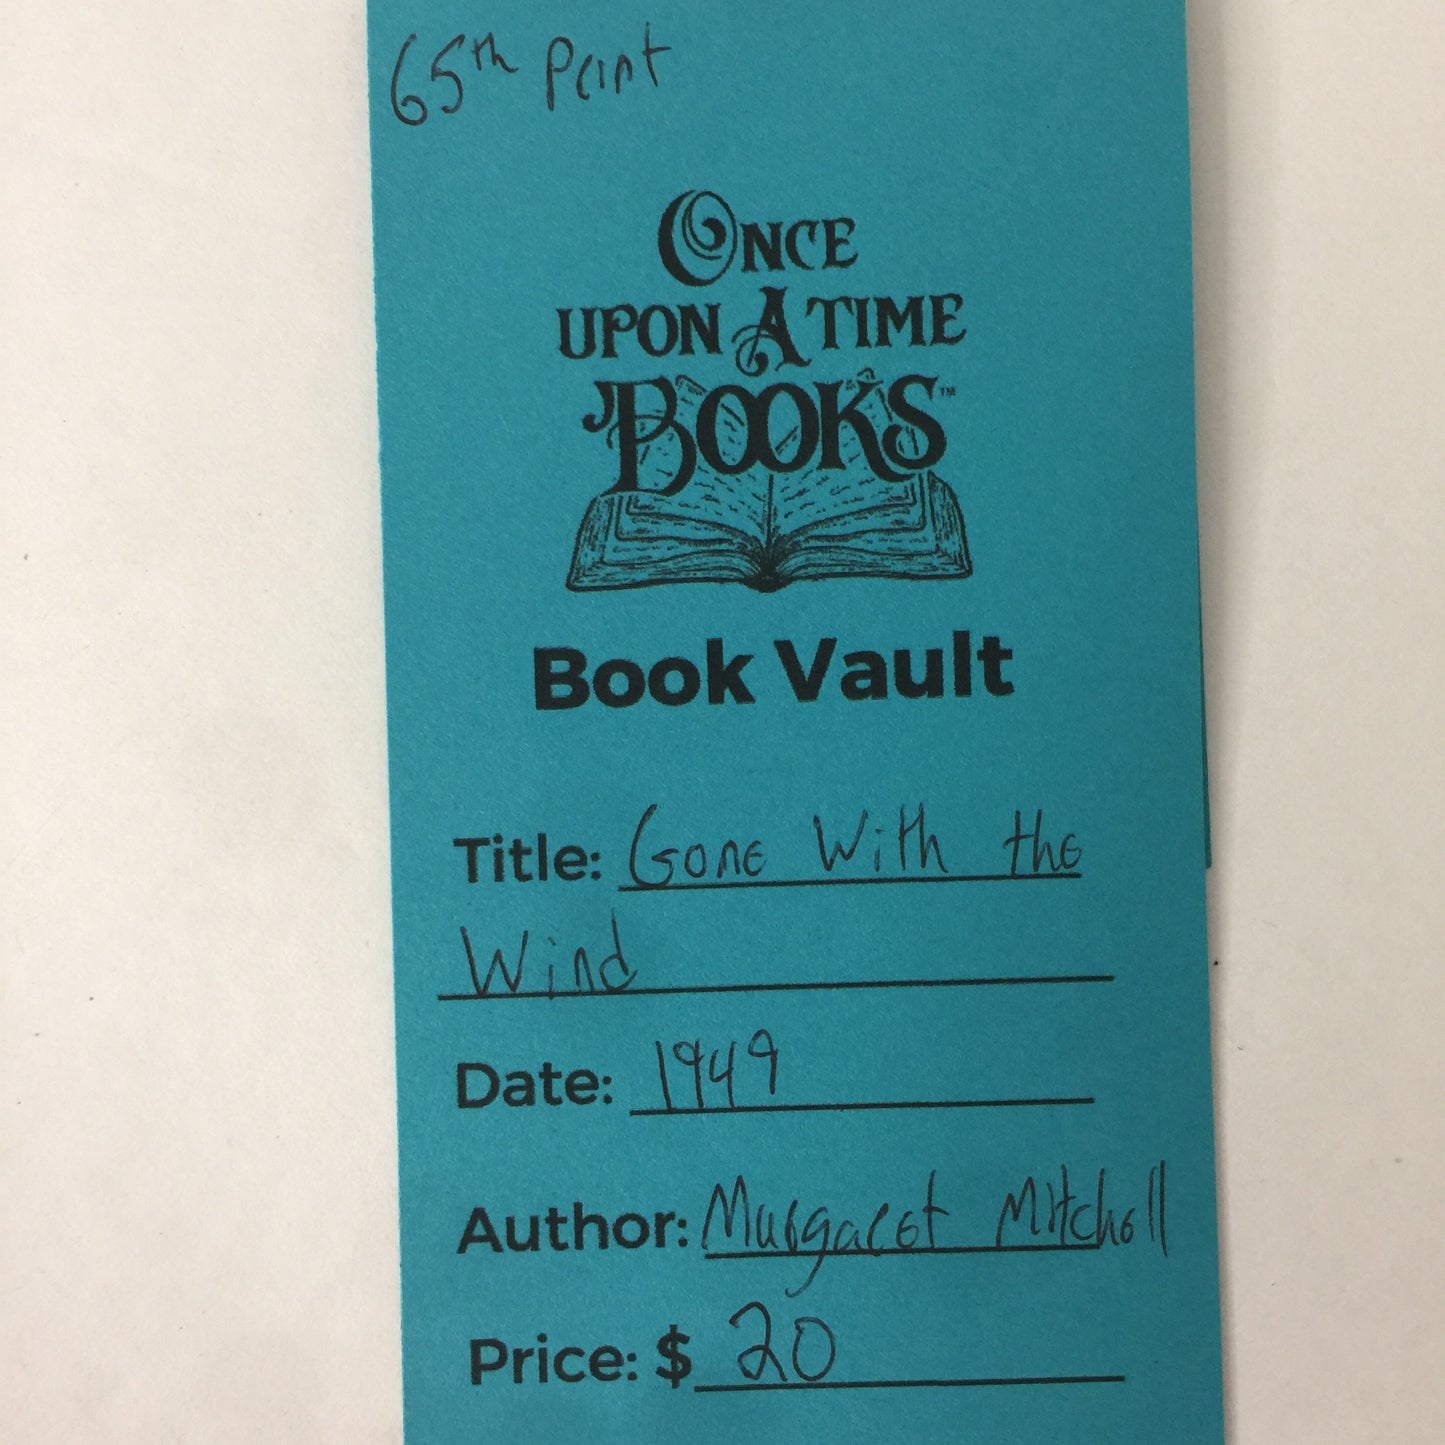 65th Print
ONCE
UPON A TIME
BOOKS™
Book Vault
Title: Gone With the
Wind
Date: 1949
Author: Margaret Mitchell
Price: $ 20